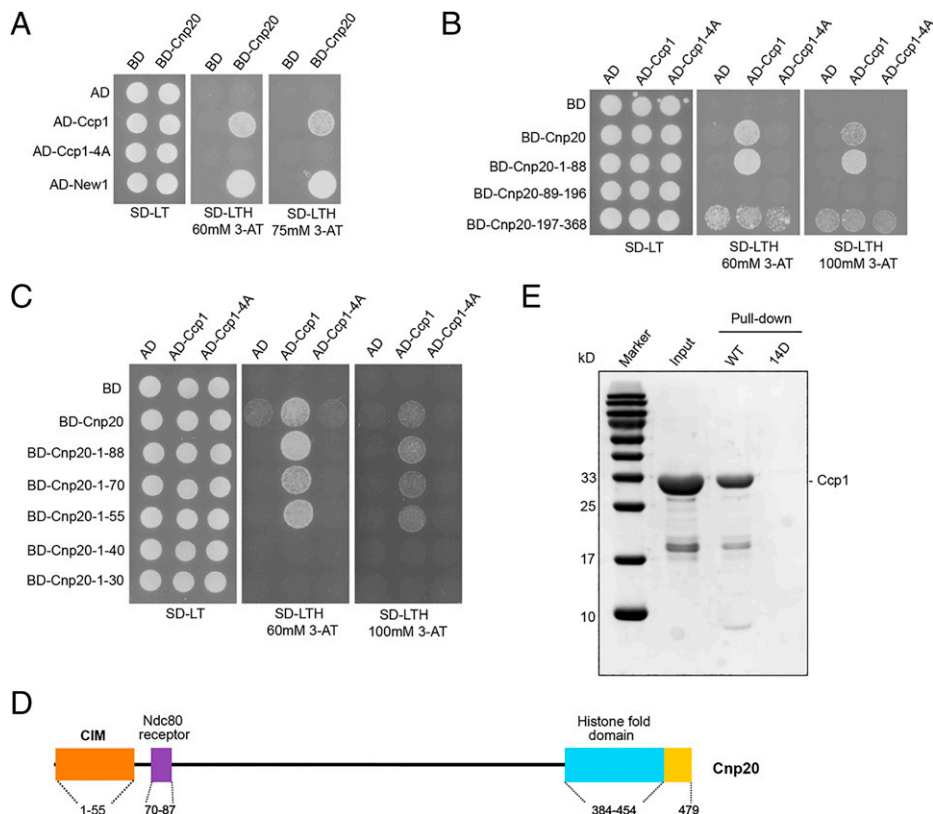 A
BD
BD-Cnp20
BD
BD-Cnp20
BD
BD-Cnp20
AD
AD-Ccp1
AD-Ccp1-4A
AD-New1
SD-LT
SD-LTH
60mM 3-AT
SD-LTH
75mM 3-AT
B
AD
AD-Ccp1
AD-Ccp1-4A
AD
AD-Ccp1
AD-Ccp1-4A
AD
AD-Ccp1
AD-Ccp1-4A
BD
BD-Cnp20
BD-Cnp20-1-88
BD-Cnp20-89-196
BD-Cnp20-197-368
SD-LT
SD-LTH
60mM 3-AT
SD-LTH
100mM 3-AT
C
AD
AD-Ccp1
AD-Ccp1-4A
AD
AD-Ccp1
AD-Ccp1-4A
AD
AD-Ccp1
AD-Ccp1-4A
BD
BD-Cnp20
BD-Cnp20-1-88
BD-Cnp20-1-70
BD-Cnp20-1-55
BD-Cnp20-1-40
BD-Cnp20-1-30
SD-LT
SD-LTH
60mM 3-AT
SD-LTH
100mM 3-AT
E
Pull-down
kD
Marker
Input
WT
14D
33
25
17
10
- Ccp1
D
CIM
Ndc80
receptor
Histone fold
domain
Cnp20
1-55
70-87
384-454
479